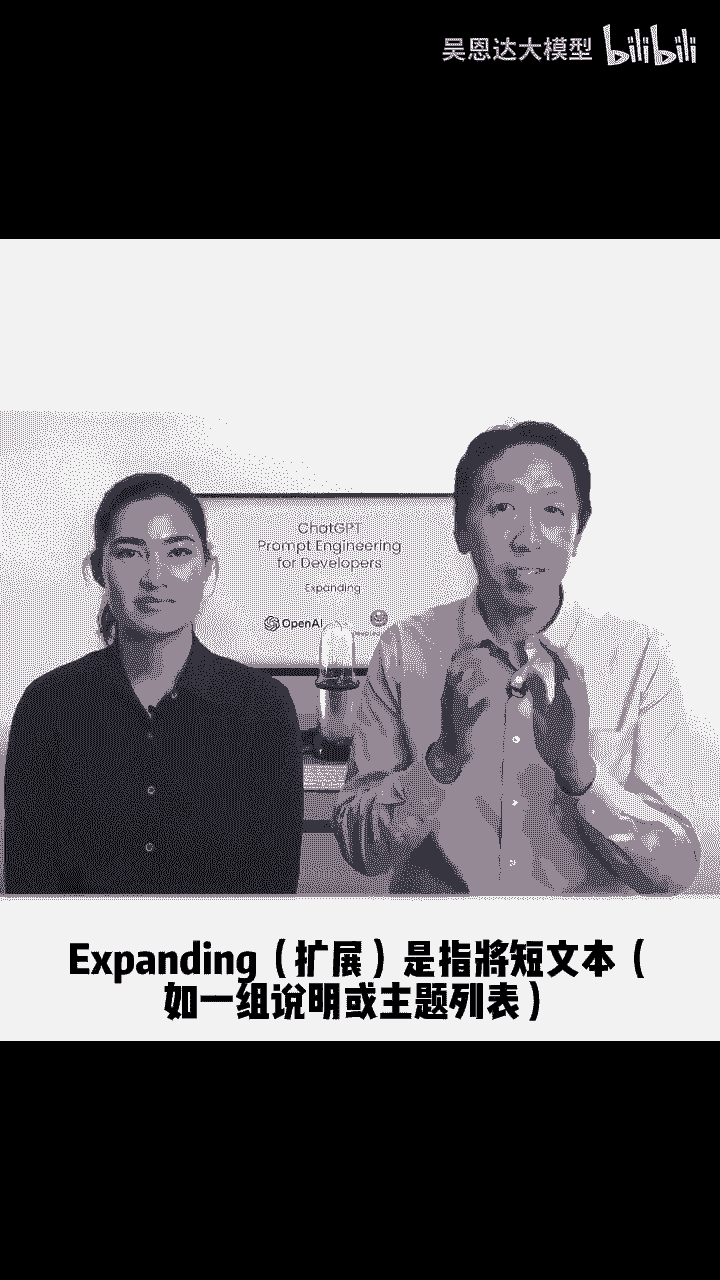 吴恩达大模型 bilibili
ChatGPT
Prompt Engineering
for Developers
Expanding
OpenAI
Expanding（扩展）是指將短文本（
如一组说明或主题列表）